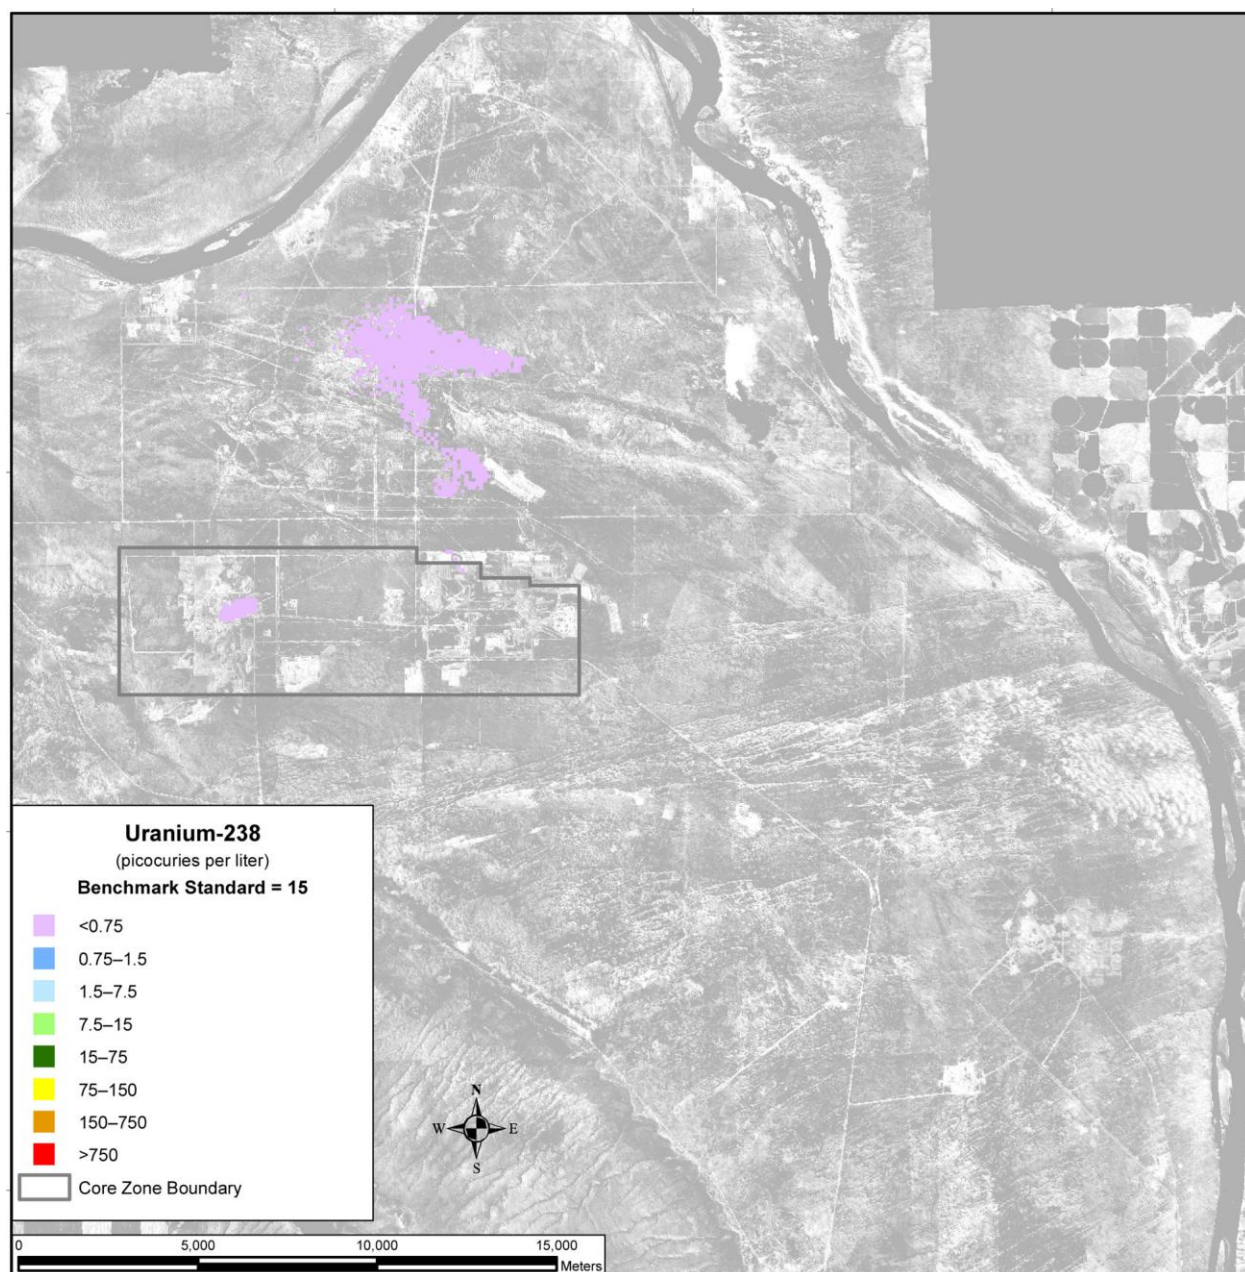 Uranium-238
(picocuries per liter)
Benchmark Standard = 15
<0.75
0.75–1.5
1.5–7.5
7.5–15
15–75
75–150
150–750
>750
Core Zone Boundary
N
W E
S
0 5,000 10,000 15,000
Meters